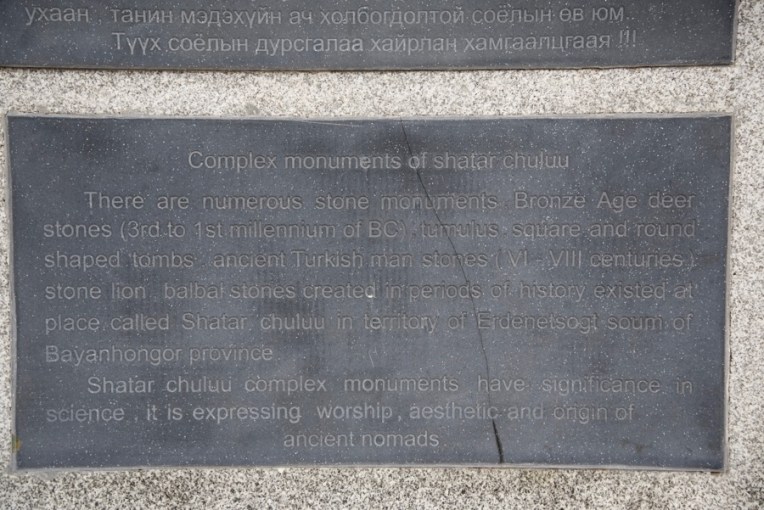 ухаан , танин мэдэхүйн ач холбогдолтой соёлын өв юм..
Түүх соёлын дурсгалаа хайрлан хамгаалцгаая !!!
Complex monuments of shatar chuluu
There are numerous stone monuments Bronze Age deer
stones (3rd to 1st millennium of BC) , tumulus square and round
shaped tombs ancient Turkish man stones ( VI - VIII centuries )
stone lion , balbal stones created in periods of history existed at
place called Shatar chuluu in territory of Erdenetsogt soum of
Bayanhongor province.
Shatar chuluu complex monuments have significance in
science , it is expressing worship , aesthetic and origin of
ancient nomads.